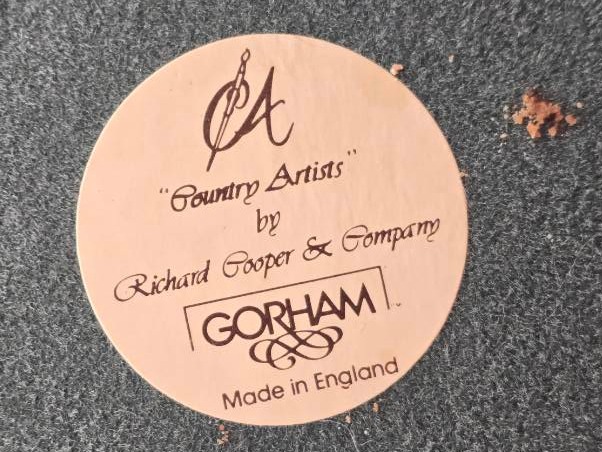 CA
"Country Artists"
by
Richard Cooper & Company
GORHAM
Made in England